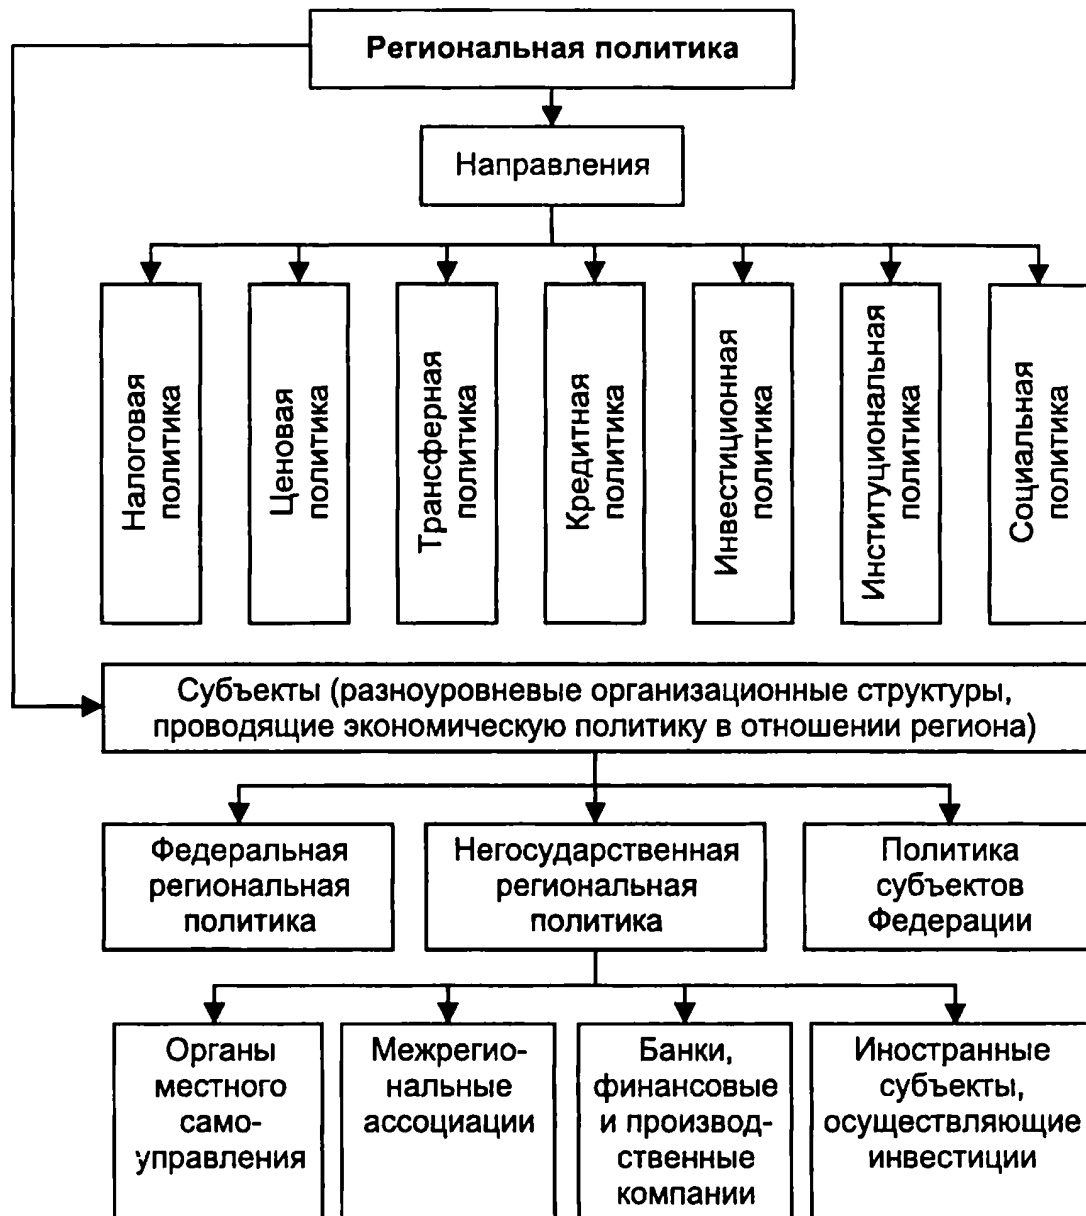 Региональная политика
Направления
Налоговая
политика
Ценовая
политика
Трансферная
политика
Кредитная
политика
Инвестиционная
политика
Институциональная
политика
Социальная
политика
Субъекты (разноуровневые организационные структуры,
проводящие экономическую политику в отношении региона)
Федеральная
региональная
политика
Негосударственная
региональная
политика
Политика
субъектов
Федерации
Органы
местного
само-
управления
Межрегио-
нальные
ассоциации
Банки,
финансовые
и производ-
ственные
компании
Иностранные
субъекты,
осуществляющие
инвестиции